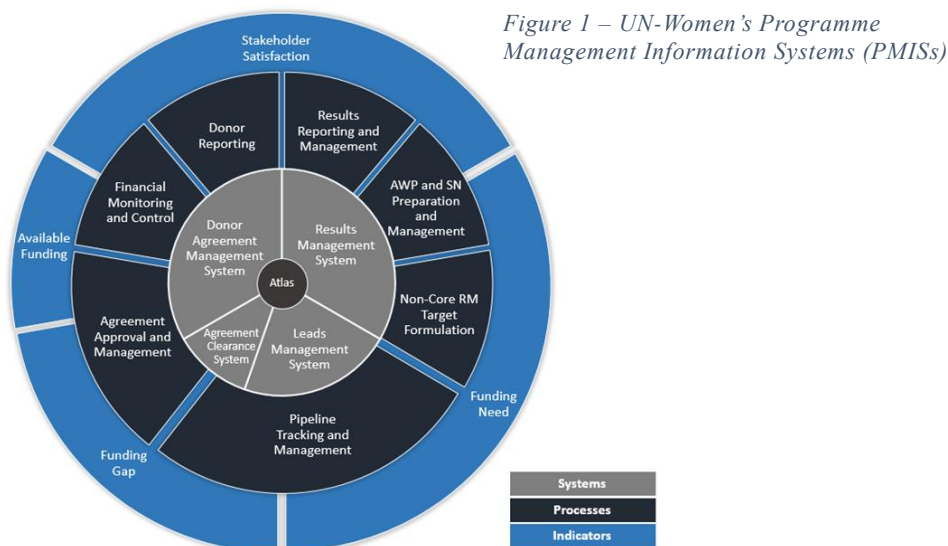 Figure 1 – UN-Women's Programme
Management Information Systems (PMISs)
Stakeholder
Satisfaction
Donor
Reporting
Results
Reporting and
Management
Financial
Monitoring
and Control
AWP and SN
Preparation
and
Management
Donor
Agreement
Management
System
Results
Management
System
Available
Funding
Atlas
Non-Core RM
Target
Formulation
Agreement
Approval and
Management
Agreement
Clearance
System
Leads
Management
System
Funding
Need
Pipeline
Tracking and
Management
Funding
Gap
Systems
Processes
Indicators